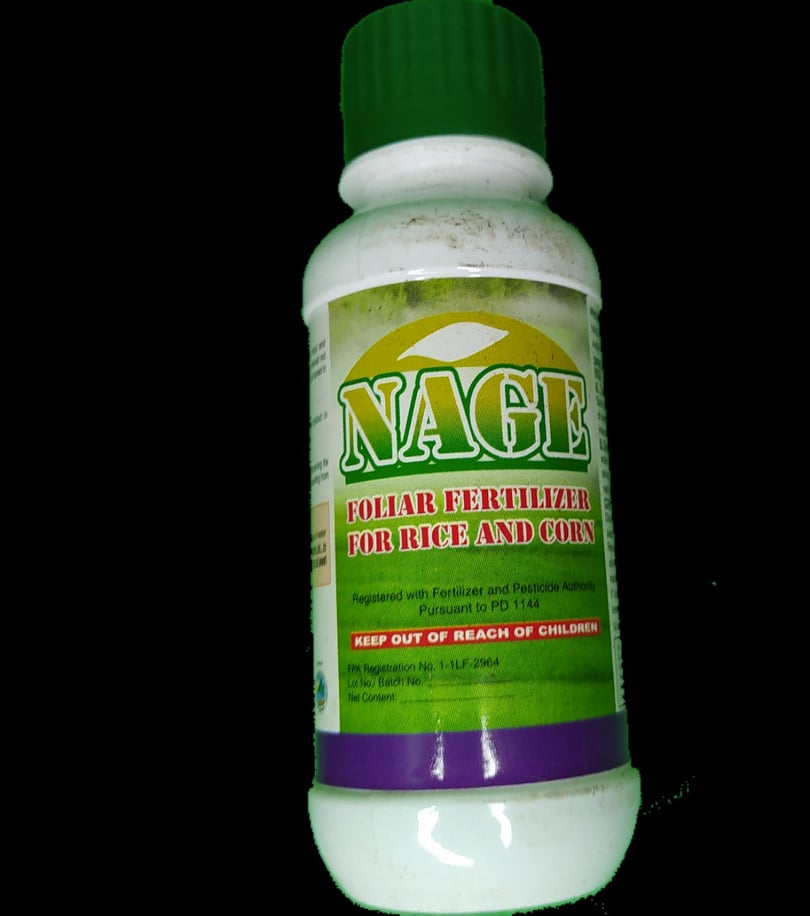 NAGE
FOLIAR FERTILIZER
FOR RICE AND CORN
Registered with Fertilizer and Pesticide Authority
Pursuant to PD 1144
KEEP OUT OF REACH OF CHILDREN
FPA Registration No. 1-1LF-2964
Lot No./ Batch No.
Net Content: